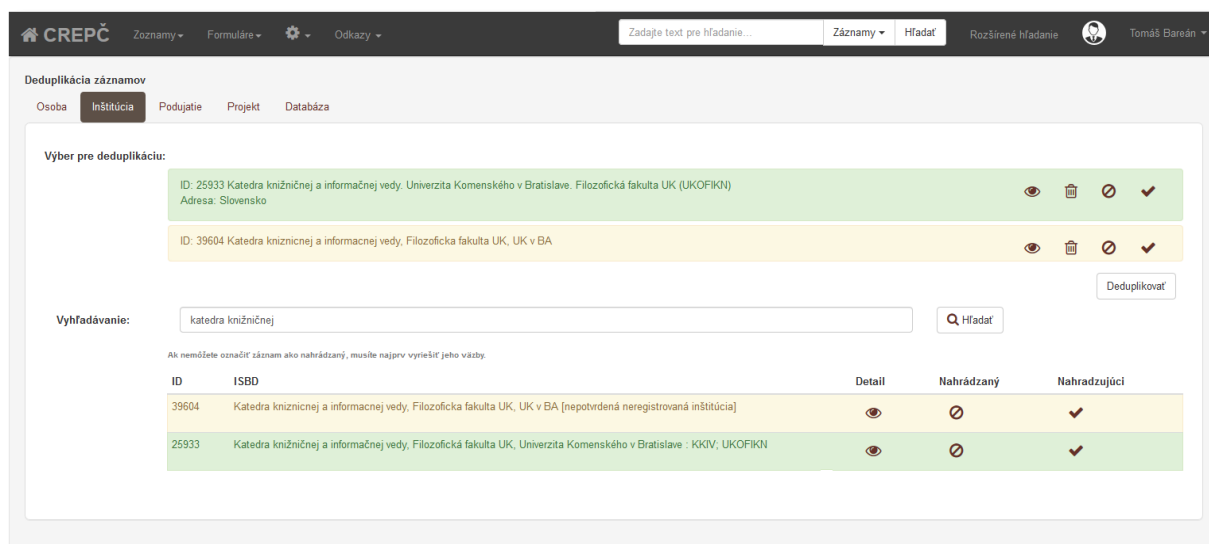 CREPČ Zoznamy Formuláre Odkazy Zadajte text pre hľadanie... Záznamy Hľadať Rozšírené hľadanie Tomáš Bareán
Deduplikácia záznamov
Osoba Inštitúcia Podujatie Projekt Databáza
Výber pre deduplikáciu:
ID: 25933 Katedra knižničnej a informačnej vedy. Univerzita Komenského v Bratislave. Filozofická fakulta UK (UKOFIKN)
Adresa: Slovensko
ID: 39604 Katedra kniznicnej a informacnej vedy, Filozoficka fakulta UK, UK v BA
Deduplikovať
Vyhľadávanie: katedra knižničnej Hľadať
Ak nemôžete označiť záznam ako nahrádzaný, musíte najprv vyriešiť jeho väzby.
ID ISBD Detail Nahrádzaný Nahradzujúci
39604 Katedra kniznicnej a informacnej vedy, Filozoficka fakulta UK, UK v BA [nepotvrdená neregistrovaná inštitúcia]
25933 Katedra knižničnej a informačnej vedy, Filozofická fakulta UK, Univerzita Komenského v Bratislave : KKIV; UKOFIKN